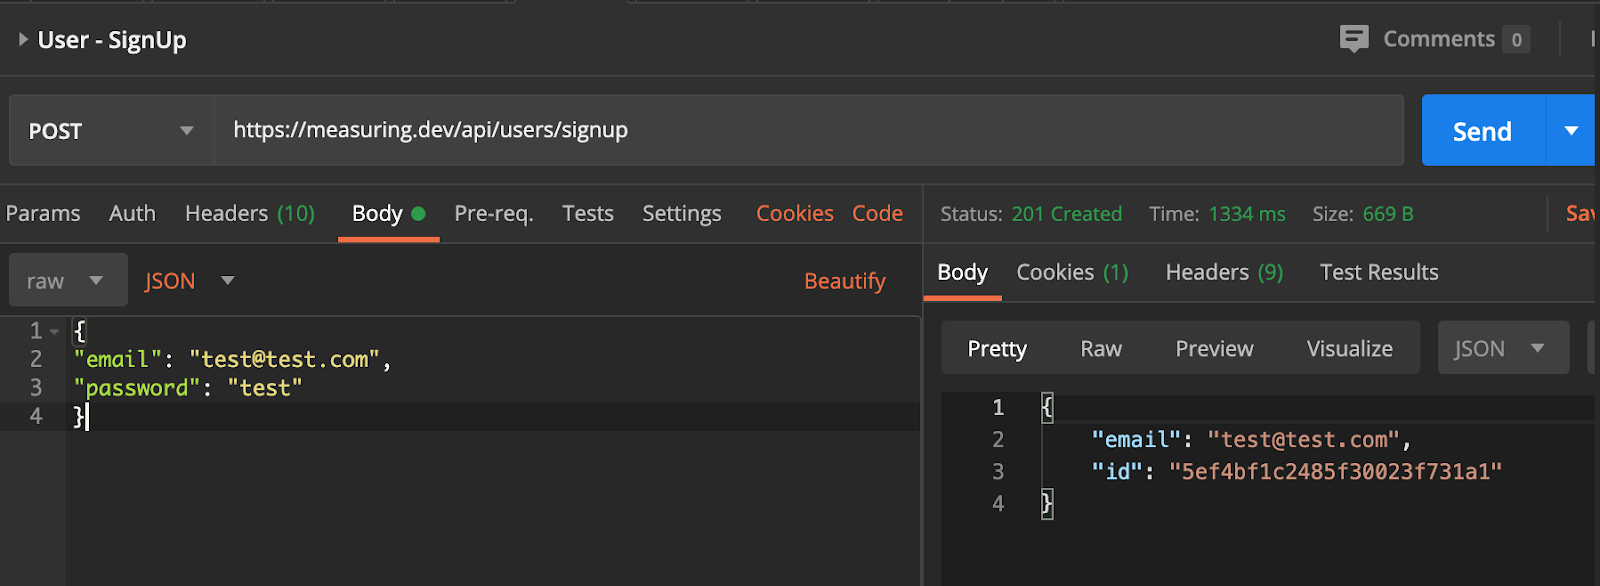 User - SignUp
Comments 0
POST https://measuring.dev/api/users/signup Send
Params Auth Headers (10) Body Pre-req. Tests Settings Cookies Code
raw JSON Beautify
1 {
2 "email": "test@test.com",
3 "password": "test"
4 }
Status: 201 Created Time: 1334 ms Size: 669 B
Body Cookies (1) Headers (9) Test Results
Pretty Raw Preview Visualize JSON
1 {
2 "email": "test@test.com",
3 "id": "5ef4bf1c2485f30023f731a1"
4 }